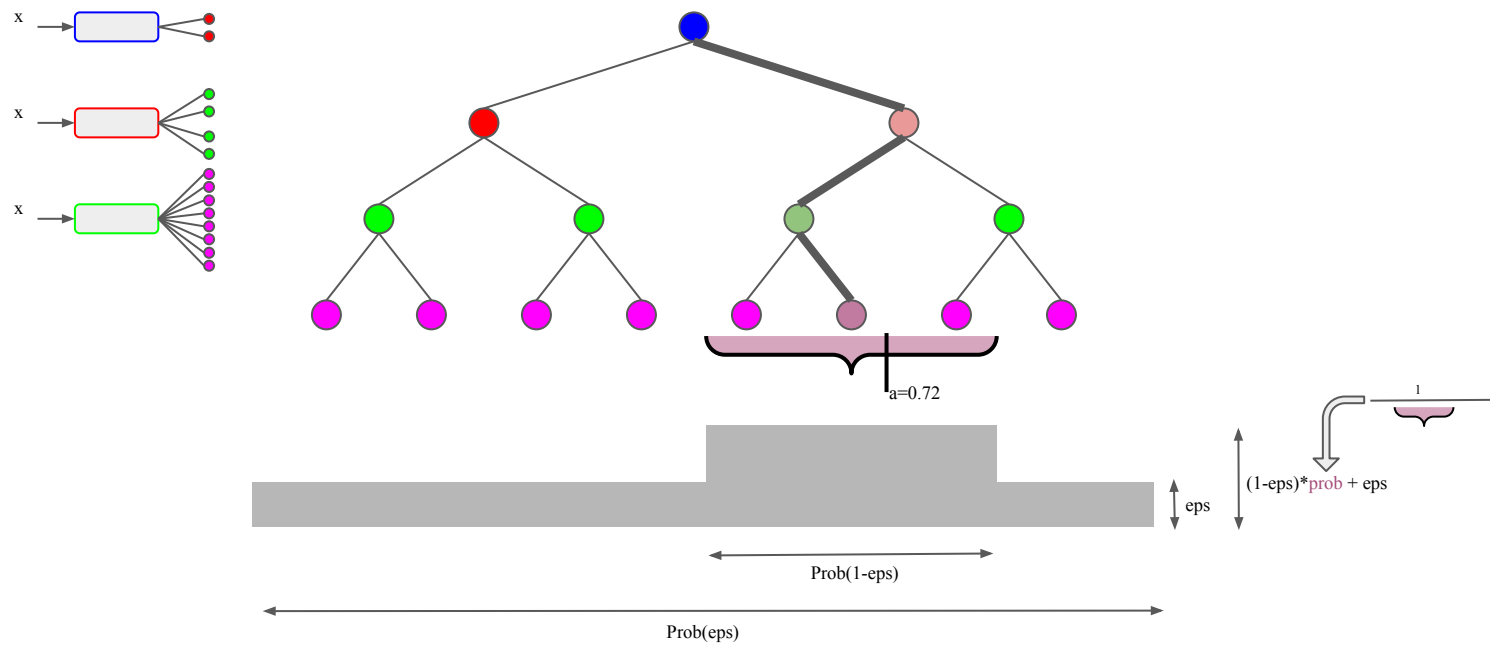 x
x
x
a=0.72
1
(1-eps)*prob + eps
eps
Prob(1-eps)
Prob(eps)